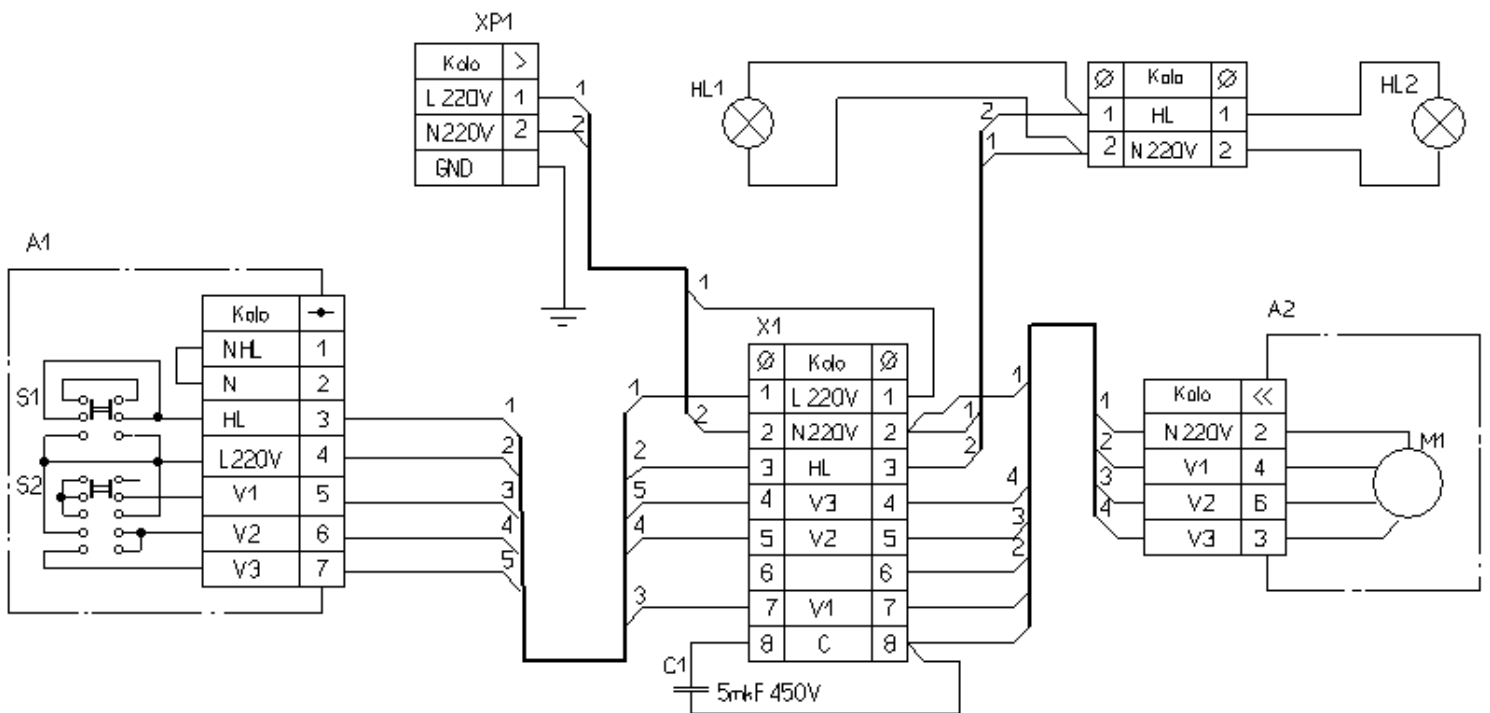 XP1
Kolo >
L 220V 1
N220V 2
GND
1
2
HL1
2
1
Ø Kolo Ø
1 HL 1
2 N220V 2
HL2
A1
Kolo
NHL 1
N 2
HL 3
L220V 4
V1 5
V2 6
V3 7
S1
S2
1
2
3
4
5
1
2
5
4
3
1
2
X1
Ø Kolo Ø
1 L 220V 1
2 N220V 2
3 HL 3
4 V3 4
5 V2 5
6 6
7 V1 7
8 C 8
C1
5mkF 450V
1
2
1
4
3
2
1
2
3
4
A2
Kolo <<
N220V 2
V1 4
V2 6
V3 3
M1